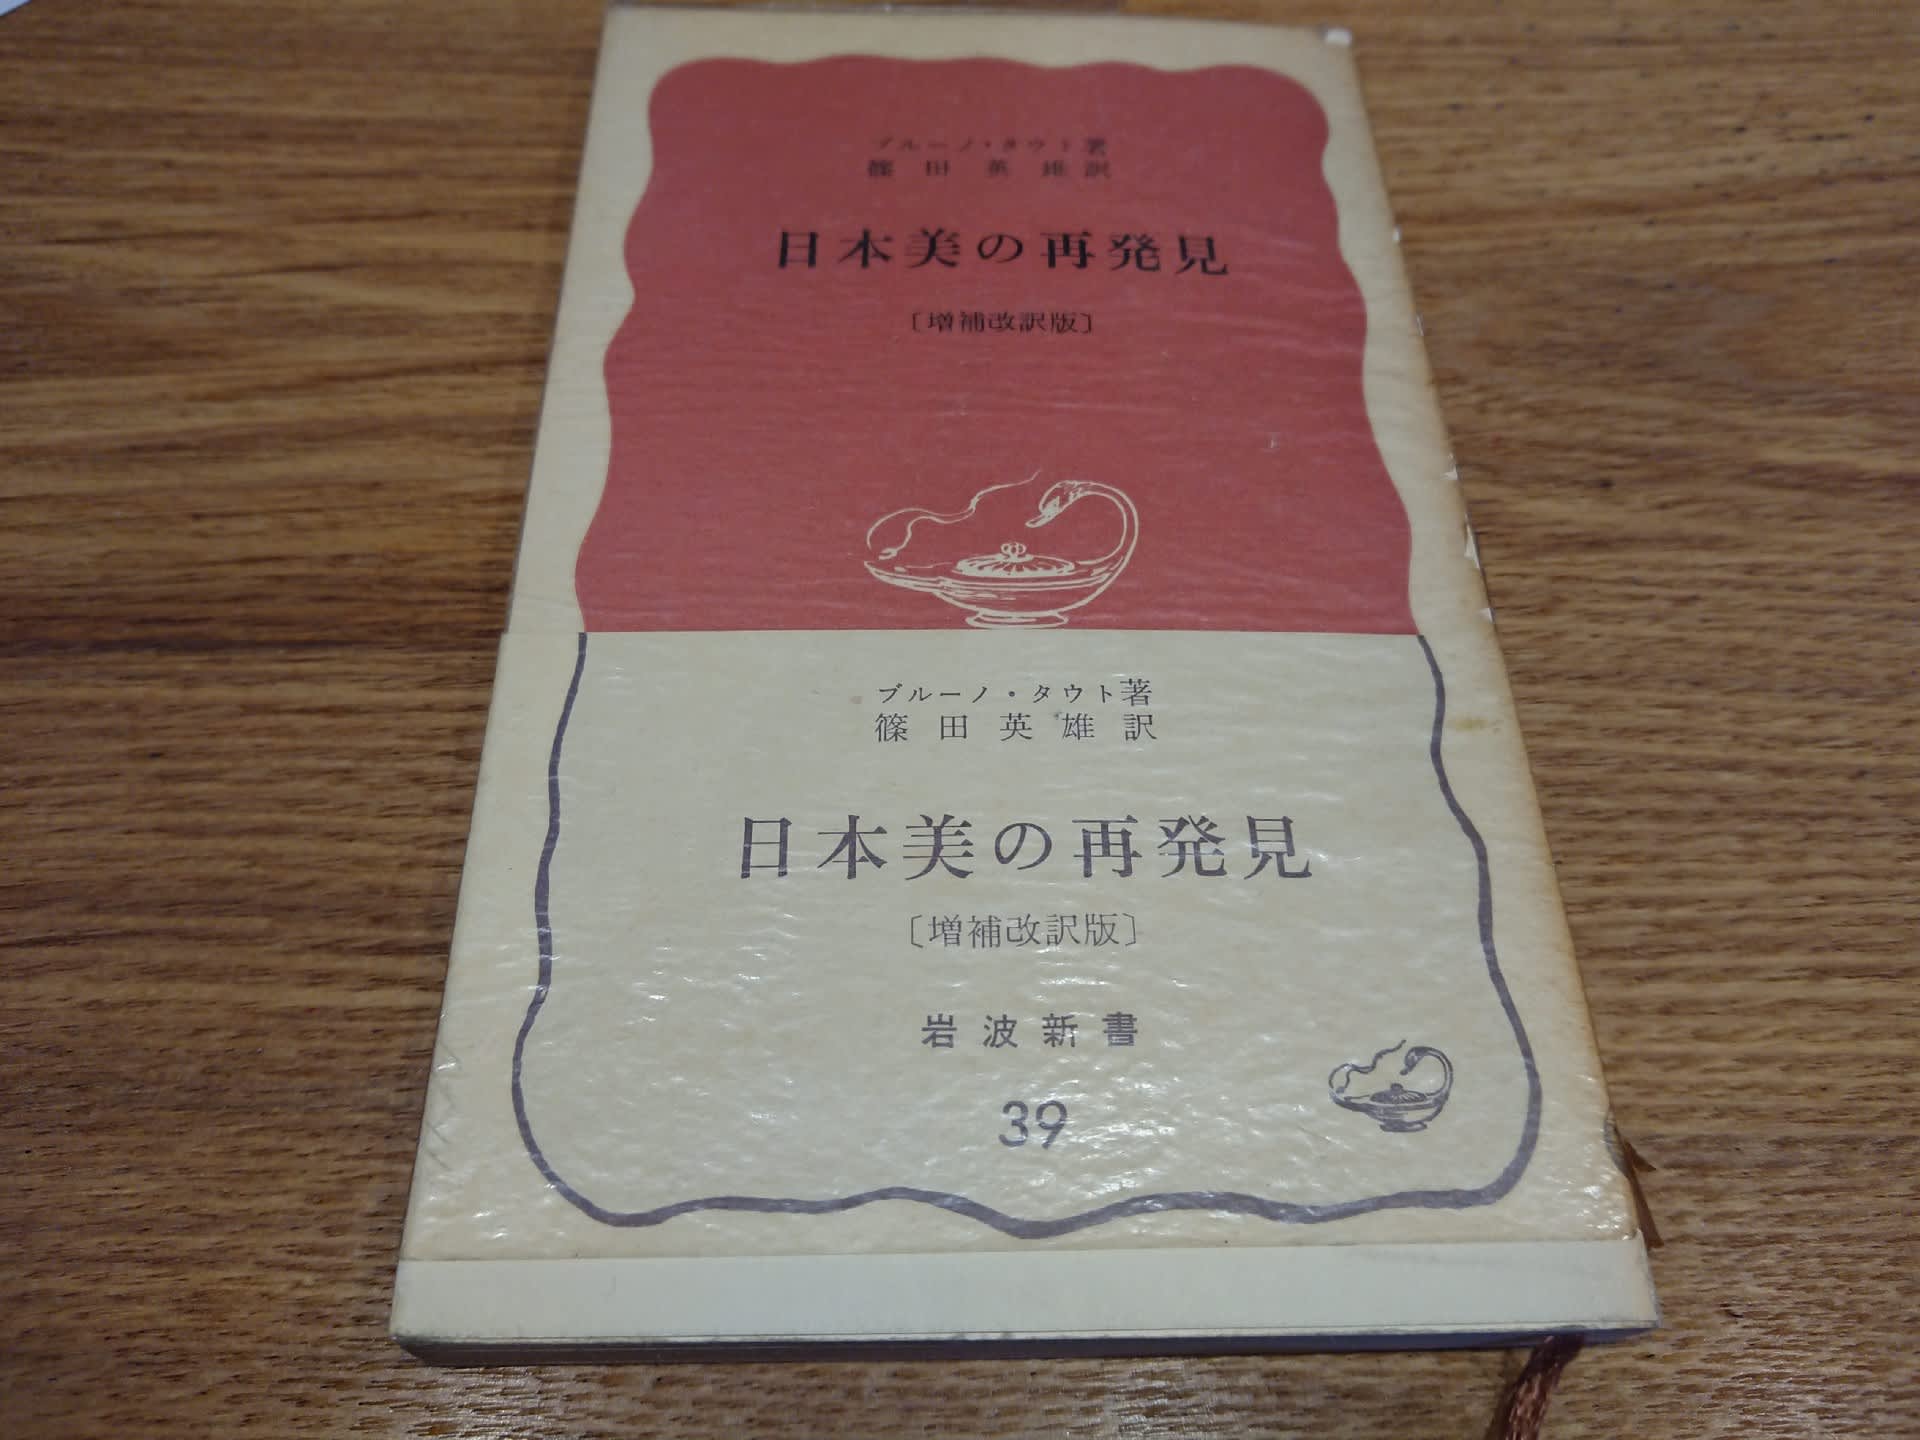 ブルーノ・タウト著
篠田英雄訳
日本美の再発見
〔増補改訳版〕
ブルーノ・タウト著
篠田英雄訳
日本美の再発見
〔増補改訳版〕
岩波新書
39